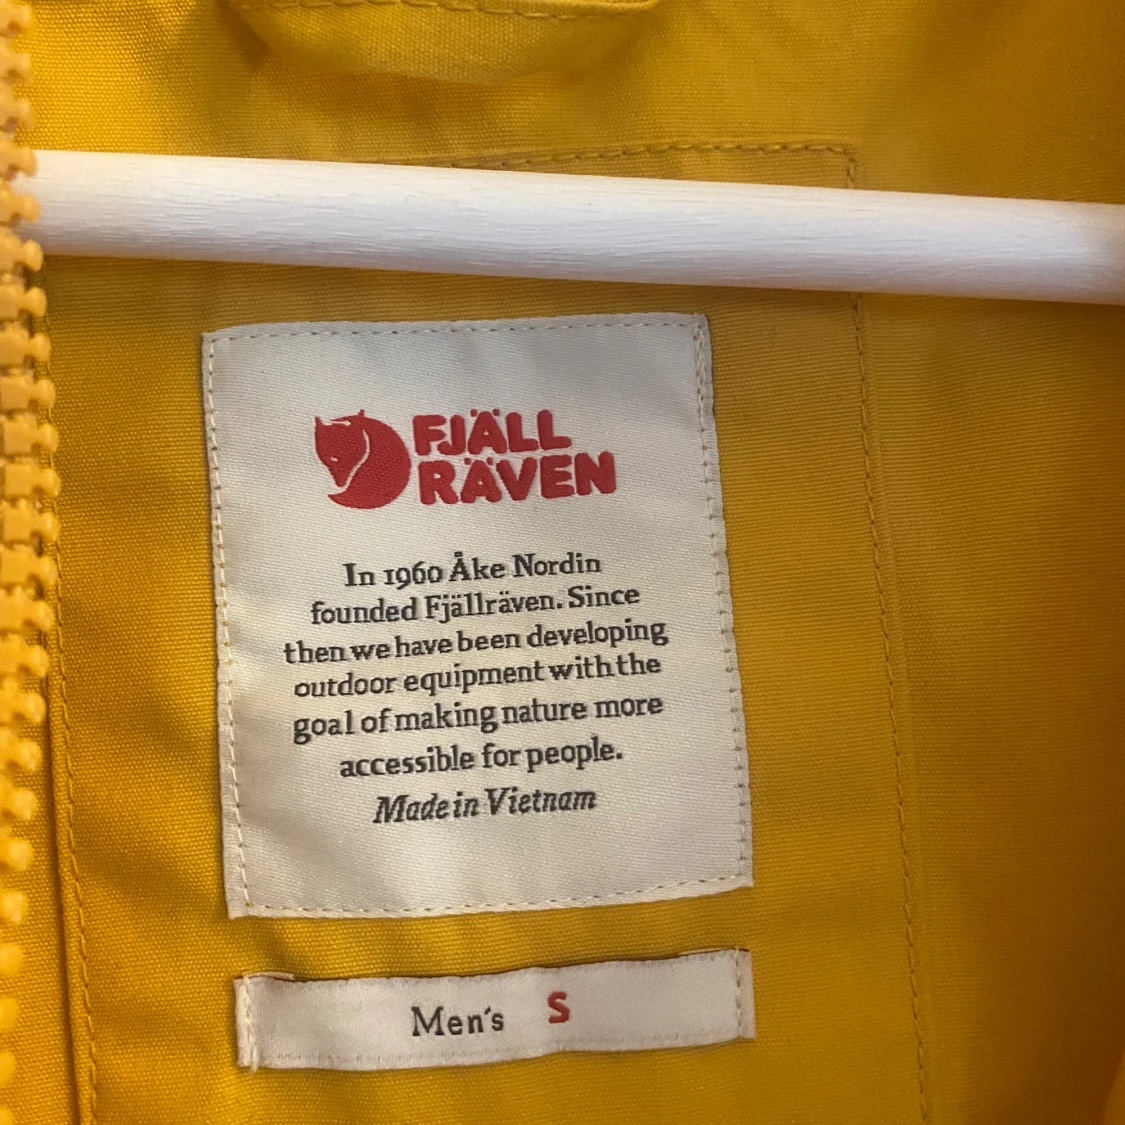 FJÄLL
RÄVEN
In 1960 Åke Nordin
founded Fjällräven. Since
then we have been developing
outdoor equipment with the
goal of making nature more
accessible for people.
Made in Vietnam
Men's S